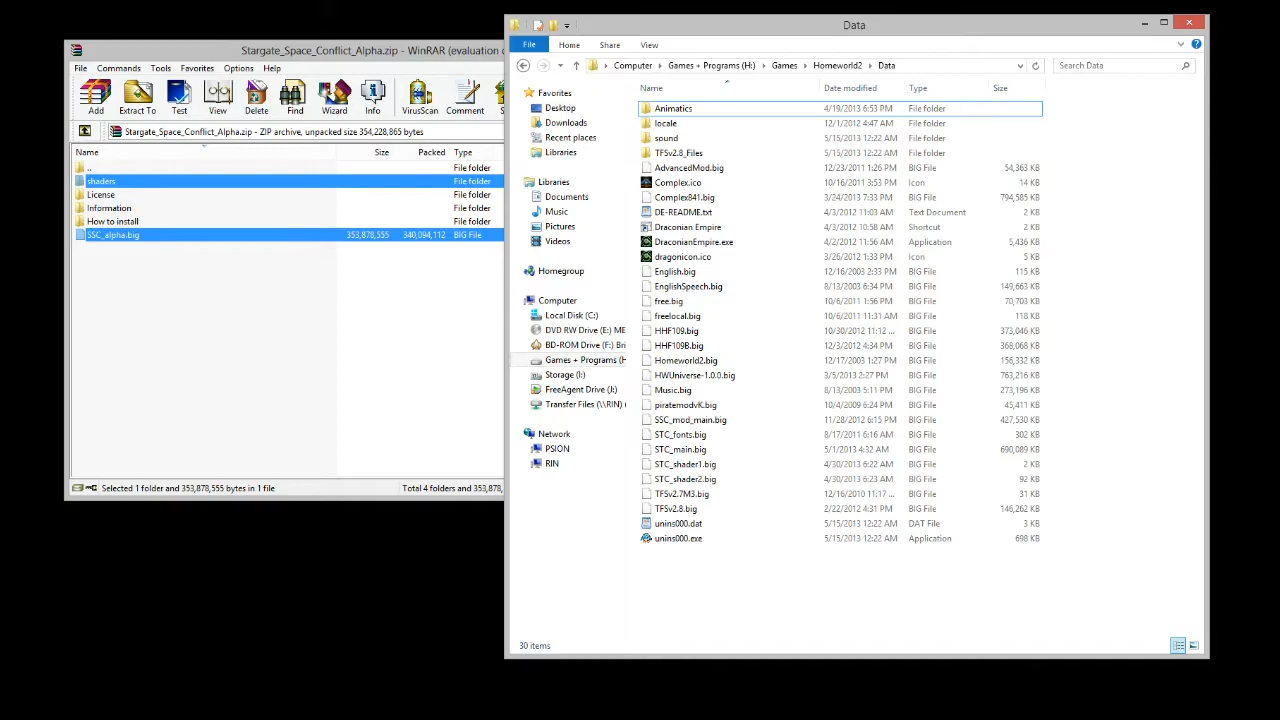 Stargate_Space_Conflict_Alpha.zip - WinRAR (evaluation c
File Commands Tools Favorites Options Help
Add Extract To Test View Delete Find Wizard Info VirusScan Comment
Stargate_Space_Conflict_Alpha.zip - ZIP archive, unpacked size 354,228,865 bytes
Name Size Packed Type
.. File folder
shaders File folder
License File folder
Information File folder
How to install File folder
SSC_alpha.big 353,878,555 340,094,112 BIG File
Selected 1 folder and 353,878,555 bytes in 1 file
Total 4 folders and 353,878,
Data
File Home Share View
Computer Games + Programs (H:) Games Homeworld2 Data
Search Data
Favorites
Desktop
Downloads
Recent places
Libraries
Libraries
Documents
Music
Pictures
Videos
Homegroup
Computer
Local Disk (C:)
DVD RW Drive (E:) ME
BD-ROM Drive (F:) Bri
Games + Programs (H
Storage (I:)
FreeAgent Drive (J:)
Transfer Files (\\RIN) (
Network
PSION
RIN
Name Date modified Type Size
Animatics 4/19/2013 6:53 PM File folder
locale 12/1/2012 4:47 AM File folder
sound 5/15/2013 12:22 AM File folder
TFSv2.8_Files 5/15/2013 12:22 AM File folder
AdvancedMod.big 12/23/2011 1:26 PM BIG File 54,363 KB
Complex.ico 10/16/2011 3:53 PM Icon 14 KB
Complex841.big 3/24/2013 7:33 PM BIG File 794,585 KB
DE-README.txt 4/3/2012 11:03 AM Text Document 2 KB
Draconian Empire 4/3/2012 10:58 AM Shortcut 2 KB
DraconianEmpire.exe 4/2/2012 11:56 AM Application 5,436 KB
dragonicon.ico 3/26/2012 1:33 PM Icon 5 KB
English.big 12/16/2003 2:33 PM BIG File 115 KB
EnglishSpeech.big 8/13/2003 6:34 PM BIG File 149,663 KB
free.big 10/6/2011 1:56 PM BIG File 70,703 KB
freelocal.big 10/6/2011 11:31 AM BIG File 118 KB
HHF109.big 10/30/2012 11:12 ... BIG File 373,046 KB
HHF109B.big 12/3/2012 4:34 PM BIG File 368,068 KB
Homeworld2.big 12/17/2003 1:27 PM BIG File 156,332 KB
HWUniverse-1.0.0.big 3/5/2013 2:27 PM BIG File 763,216 KB
Music.big 8/13/2003 5:11 PM BIG File 273,196 KB
piratemodvK.big 10/4/2009 6:24 PM BIG File 45,411 KB
SSC_mod_main.big 11/28/2012 6:15 PM BIG File 427,530 KB
STC_fonts.big 8/17/2011 6:16 AM BIG File 302 KB
STC_main.big 5/1/2013 4:32 AM BIG File 690,089 KB
STC_shader1.big 4/30/2013 6:22 AM BIG File 2 KB
STC_shader2.big 4/30/2013 6:23 AM BIG File 92 KB
TFSv2.7M3.big 12/16/2010 11:17 ... BIG File 31 KB
TFSv2.8.big 2/22/2012 4:31 PM BIG File 146,262 KB
unins000.dat 5/15/2013 12:22 AM DAT File 3 KB
unins000.exe 5/15/2013 12:22 AM Application 698 KB
30 items